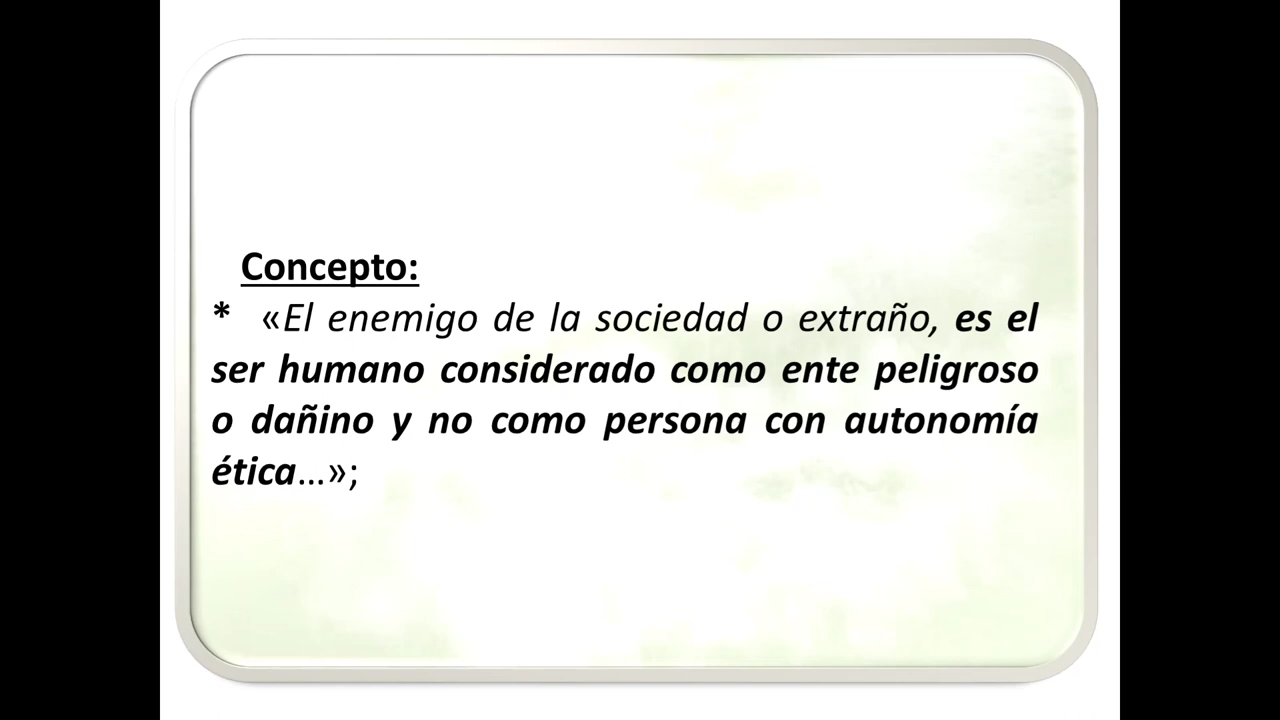 Concepto:
* «El enemigo de la sociedad o extraño, es el
ser humano considerado como ente peligroso
o dañino y no como persona con autonomía
ética…»;